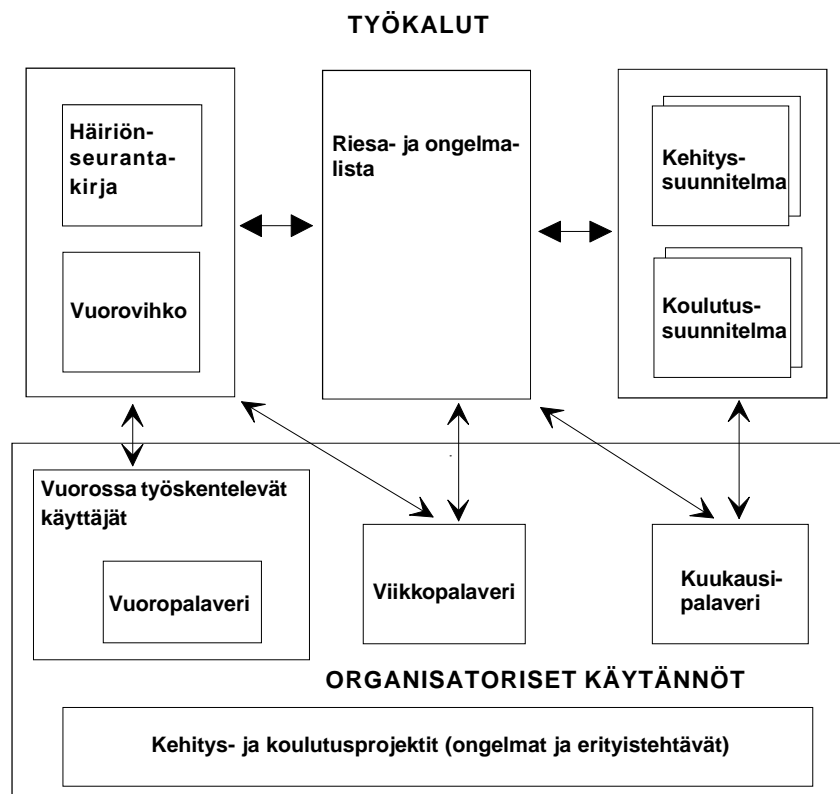 TYÖKALUT
Häiriön-
seuranta-
kirja
Vuorovihko
Riesa- ja ongelma-
lista
Kehitys-
suunnitelma
Koulutus-
suunnitelma
Vuorossa työskentelevät
käyttäjät
Vuoropalaveri
Viikkopalaveri
Kuukausi-
palaveri
ORGANISATORISET KÄYTÄNNÖT
Kehitys- ja koulutusprojektit (ongelmat ja erityistehtävät)